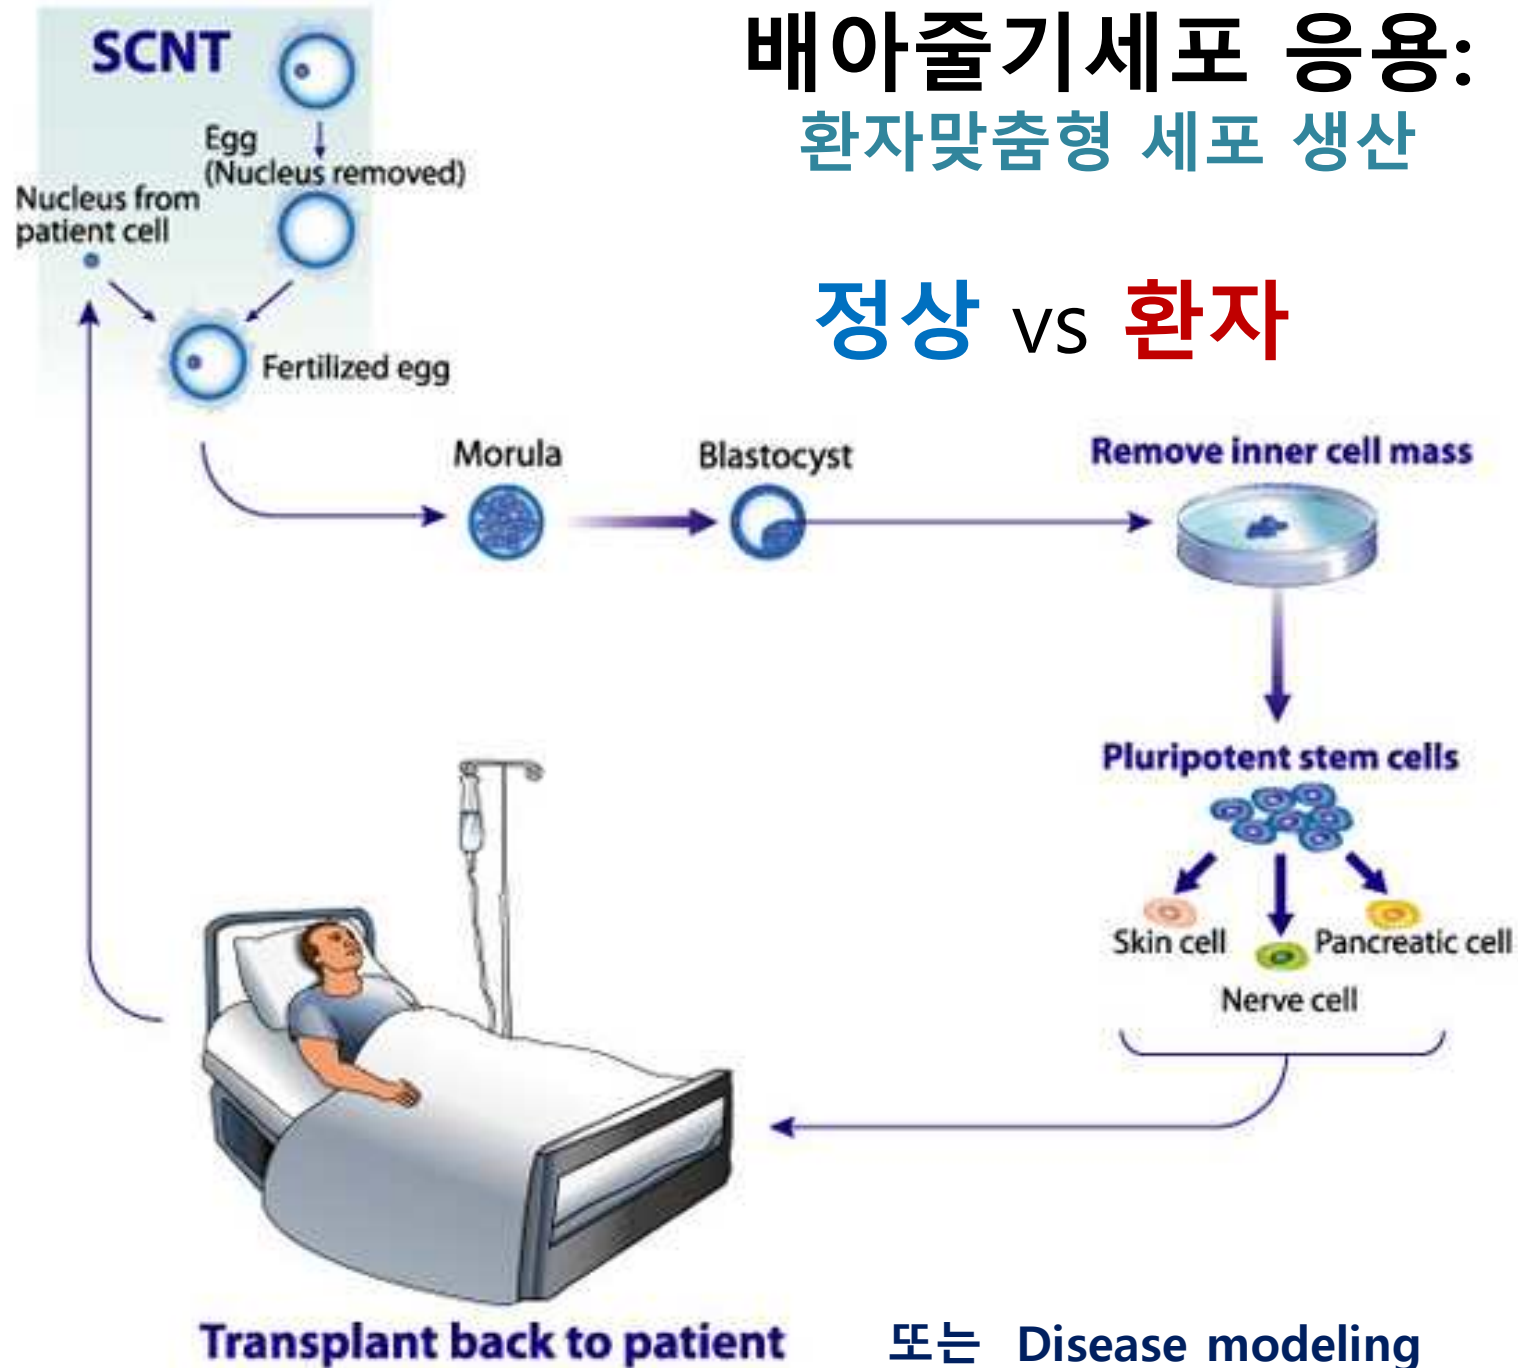 SCNT
배아줄기세포 응용:
환자맞춤형 세포 생산
Egg
(Nucleus removed)
Nucleus from
patient cell
정상 vs 환자
Fertilized egg
Morula
Blastocyst
Remove inner cell mass
Pluripotent stem cells
Skin cell
Pancreatic cell
Nerve cell
Transplant back to patient
또는 Disease modeling